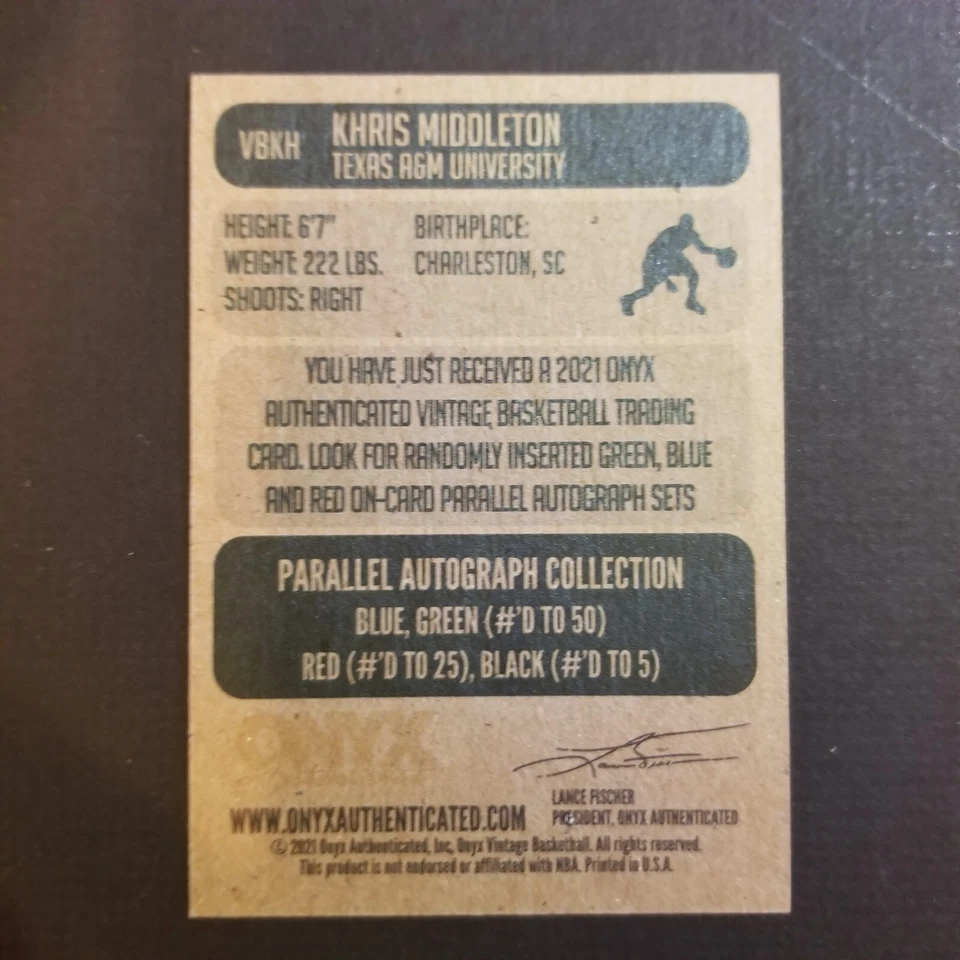 VBKH
KHRIS MIDDLETON
TEXAS A&M UNIVERSITY
HEIGHT: 6'7"
WEIGHT: 222 LBS.
SHOOTS: RIGHT
BIRTHPLACE:
CHARLESTON, SC
YOU HAVE JUST RECEIVED A 2021 ONYX
AUTHENTICATED VINTAGE BASKETBALL TRADING
CARD. LOOK FOR RANDOMLY INSERTED GREEN, BLUE
AND RED ON-CARD PARALLEL AUTOGRAPH SETS
PARALLEL AUTOGRAPH COLLECTION
BLUE, GREEN (#'D TO 50)
RED (#'D TO 25), BLACK (#'D TO 5)
LANCE FISCHER
PRESIDENT, ONYX AUTHENTICATED
WWW.ONYXAUTHENTICATED.COM
© 2021 Onyx Authenticated, Inc, Onyx Vintage Basketball. All rights reserved.
This product is not endorsed or affiliated with NBA. Printed in U.S.A.